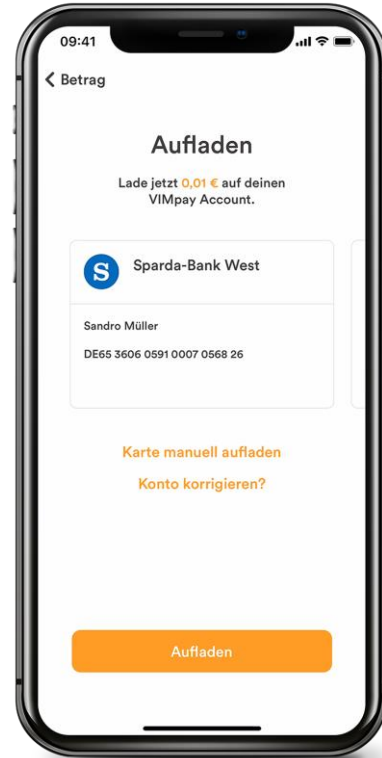 09:41
Betrag
Aufladen
Lade jetzt 0,01 € auf deinen
VIMpay Account.
S
Sparda-Bank West
Sandro Müller
DE65 3606 0591 0007 0568 26
Karte manuell aufladen
Konto korrigieren?
Aufladen